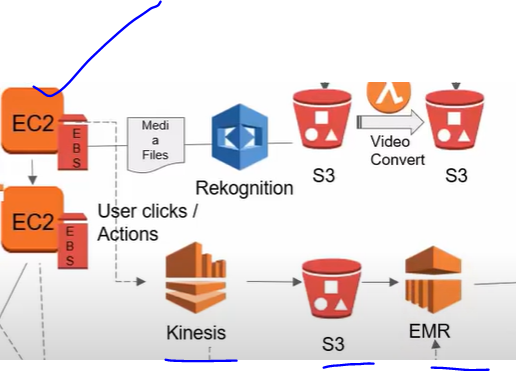 EC2
E
B
S
Medi
a
Files
Rekognition
S3
Video
Convert
S3
EC2
E
B
S
User clicks /
Actions
Kinesis
S3
EMR